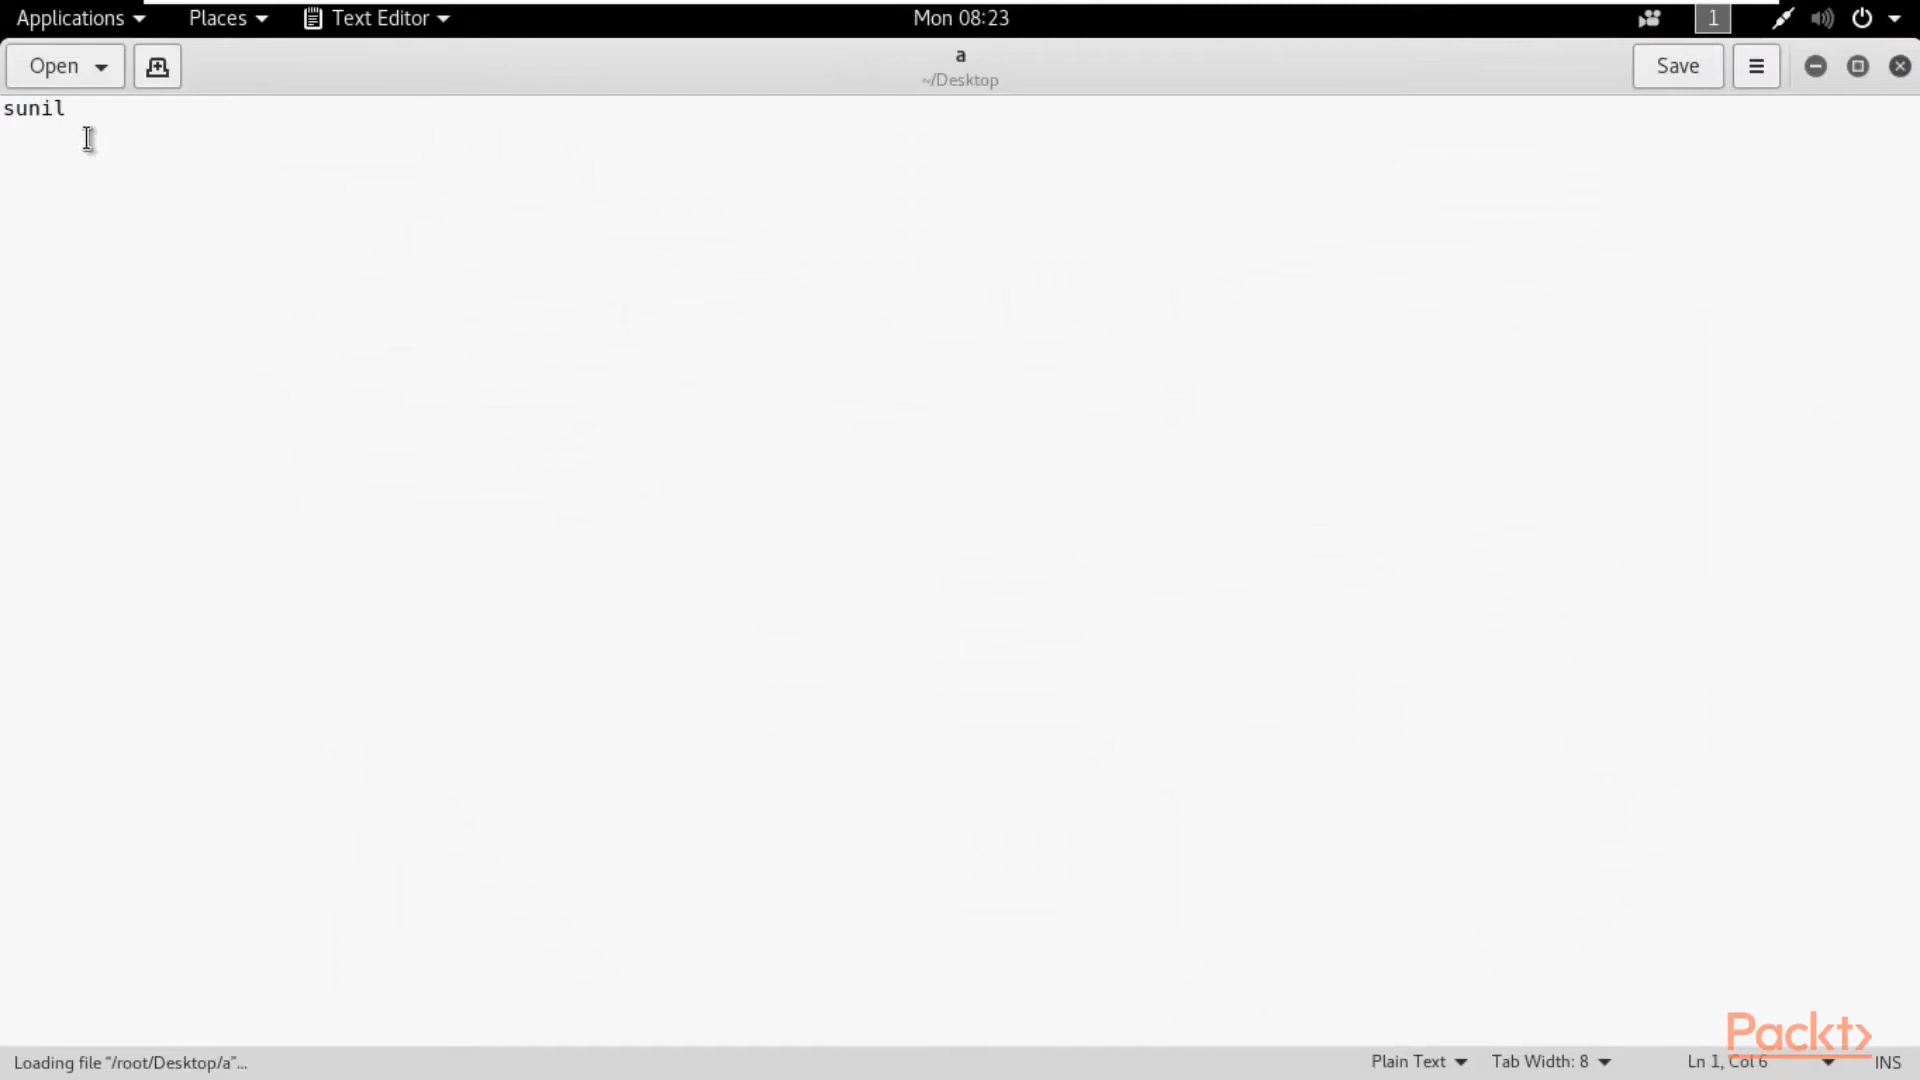 Applications Places Text Editor Mon 08:23 1
Open a Save
~/Desktop
sunil
Packt>
Loading file "/root/Desktop/a"... Plain Text Tab Width: 8 Ln 1, Col 6 INS